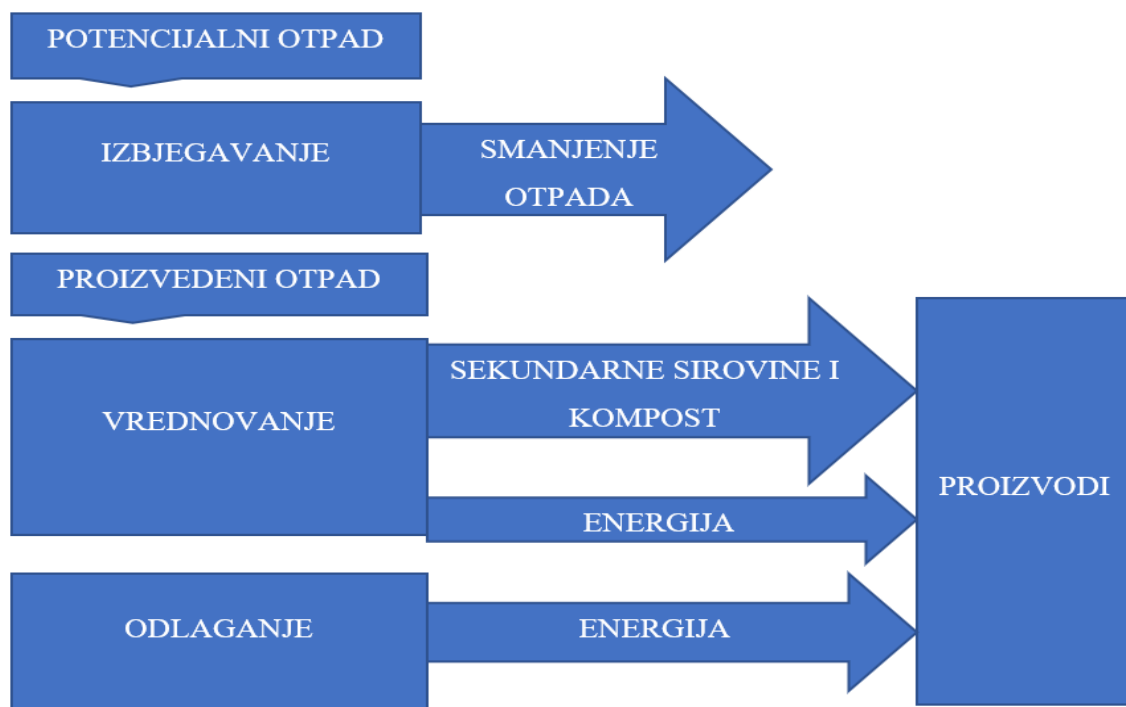 POTENCIJALNI OTPAD
IZBJEGAVANJE
SMANJENJE
OTPADA
PROIZVEDENI OTPAD
VREDNOVANJE
SEKUNDARNE SIROVINE I
KOMPOST
ENERGIJA
PROIZVODI
ODLAGANJE
ENERGIJA